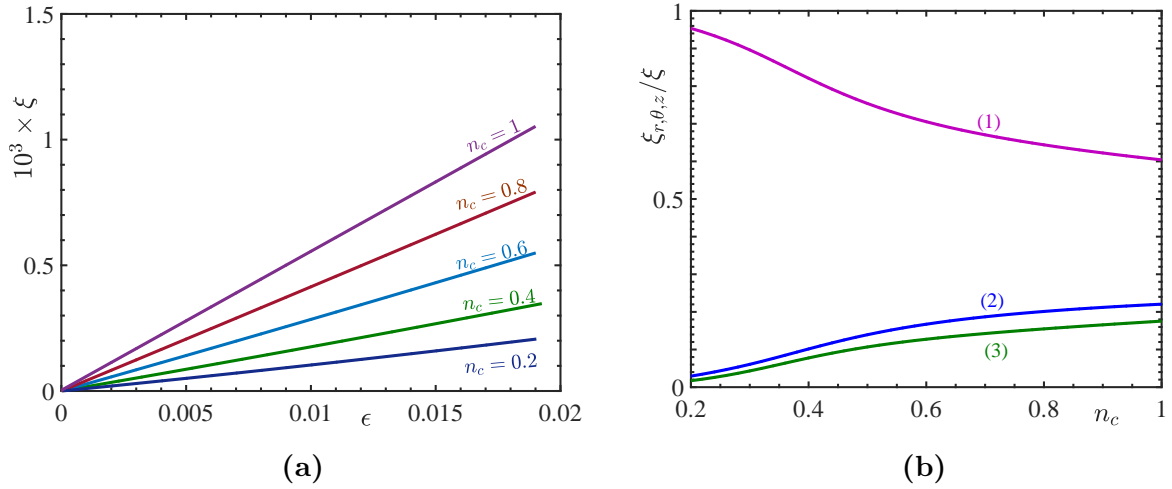 1.5
1
0.5
0
10³ × ξ
n_c = 1
n_c = 0.8
n_c = 0.6
n_c = 0.4
n_c = 0.2
0 0.005 0.01 0.015 0.02
ϵ
(a)
1
0.5
0
ξ_{r,θ,z}/ξ
(1)
(2)
(3)
0.2 0.4 0.6 0.8 1
n_c
(b)